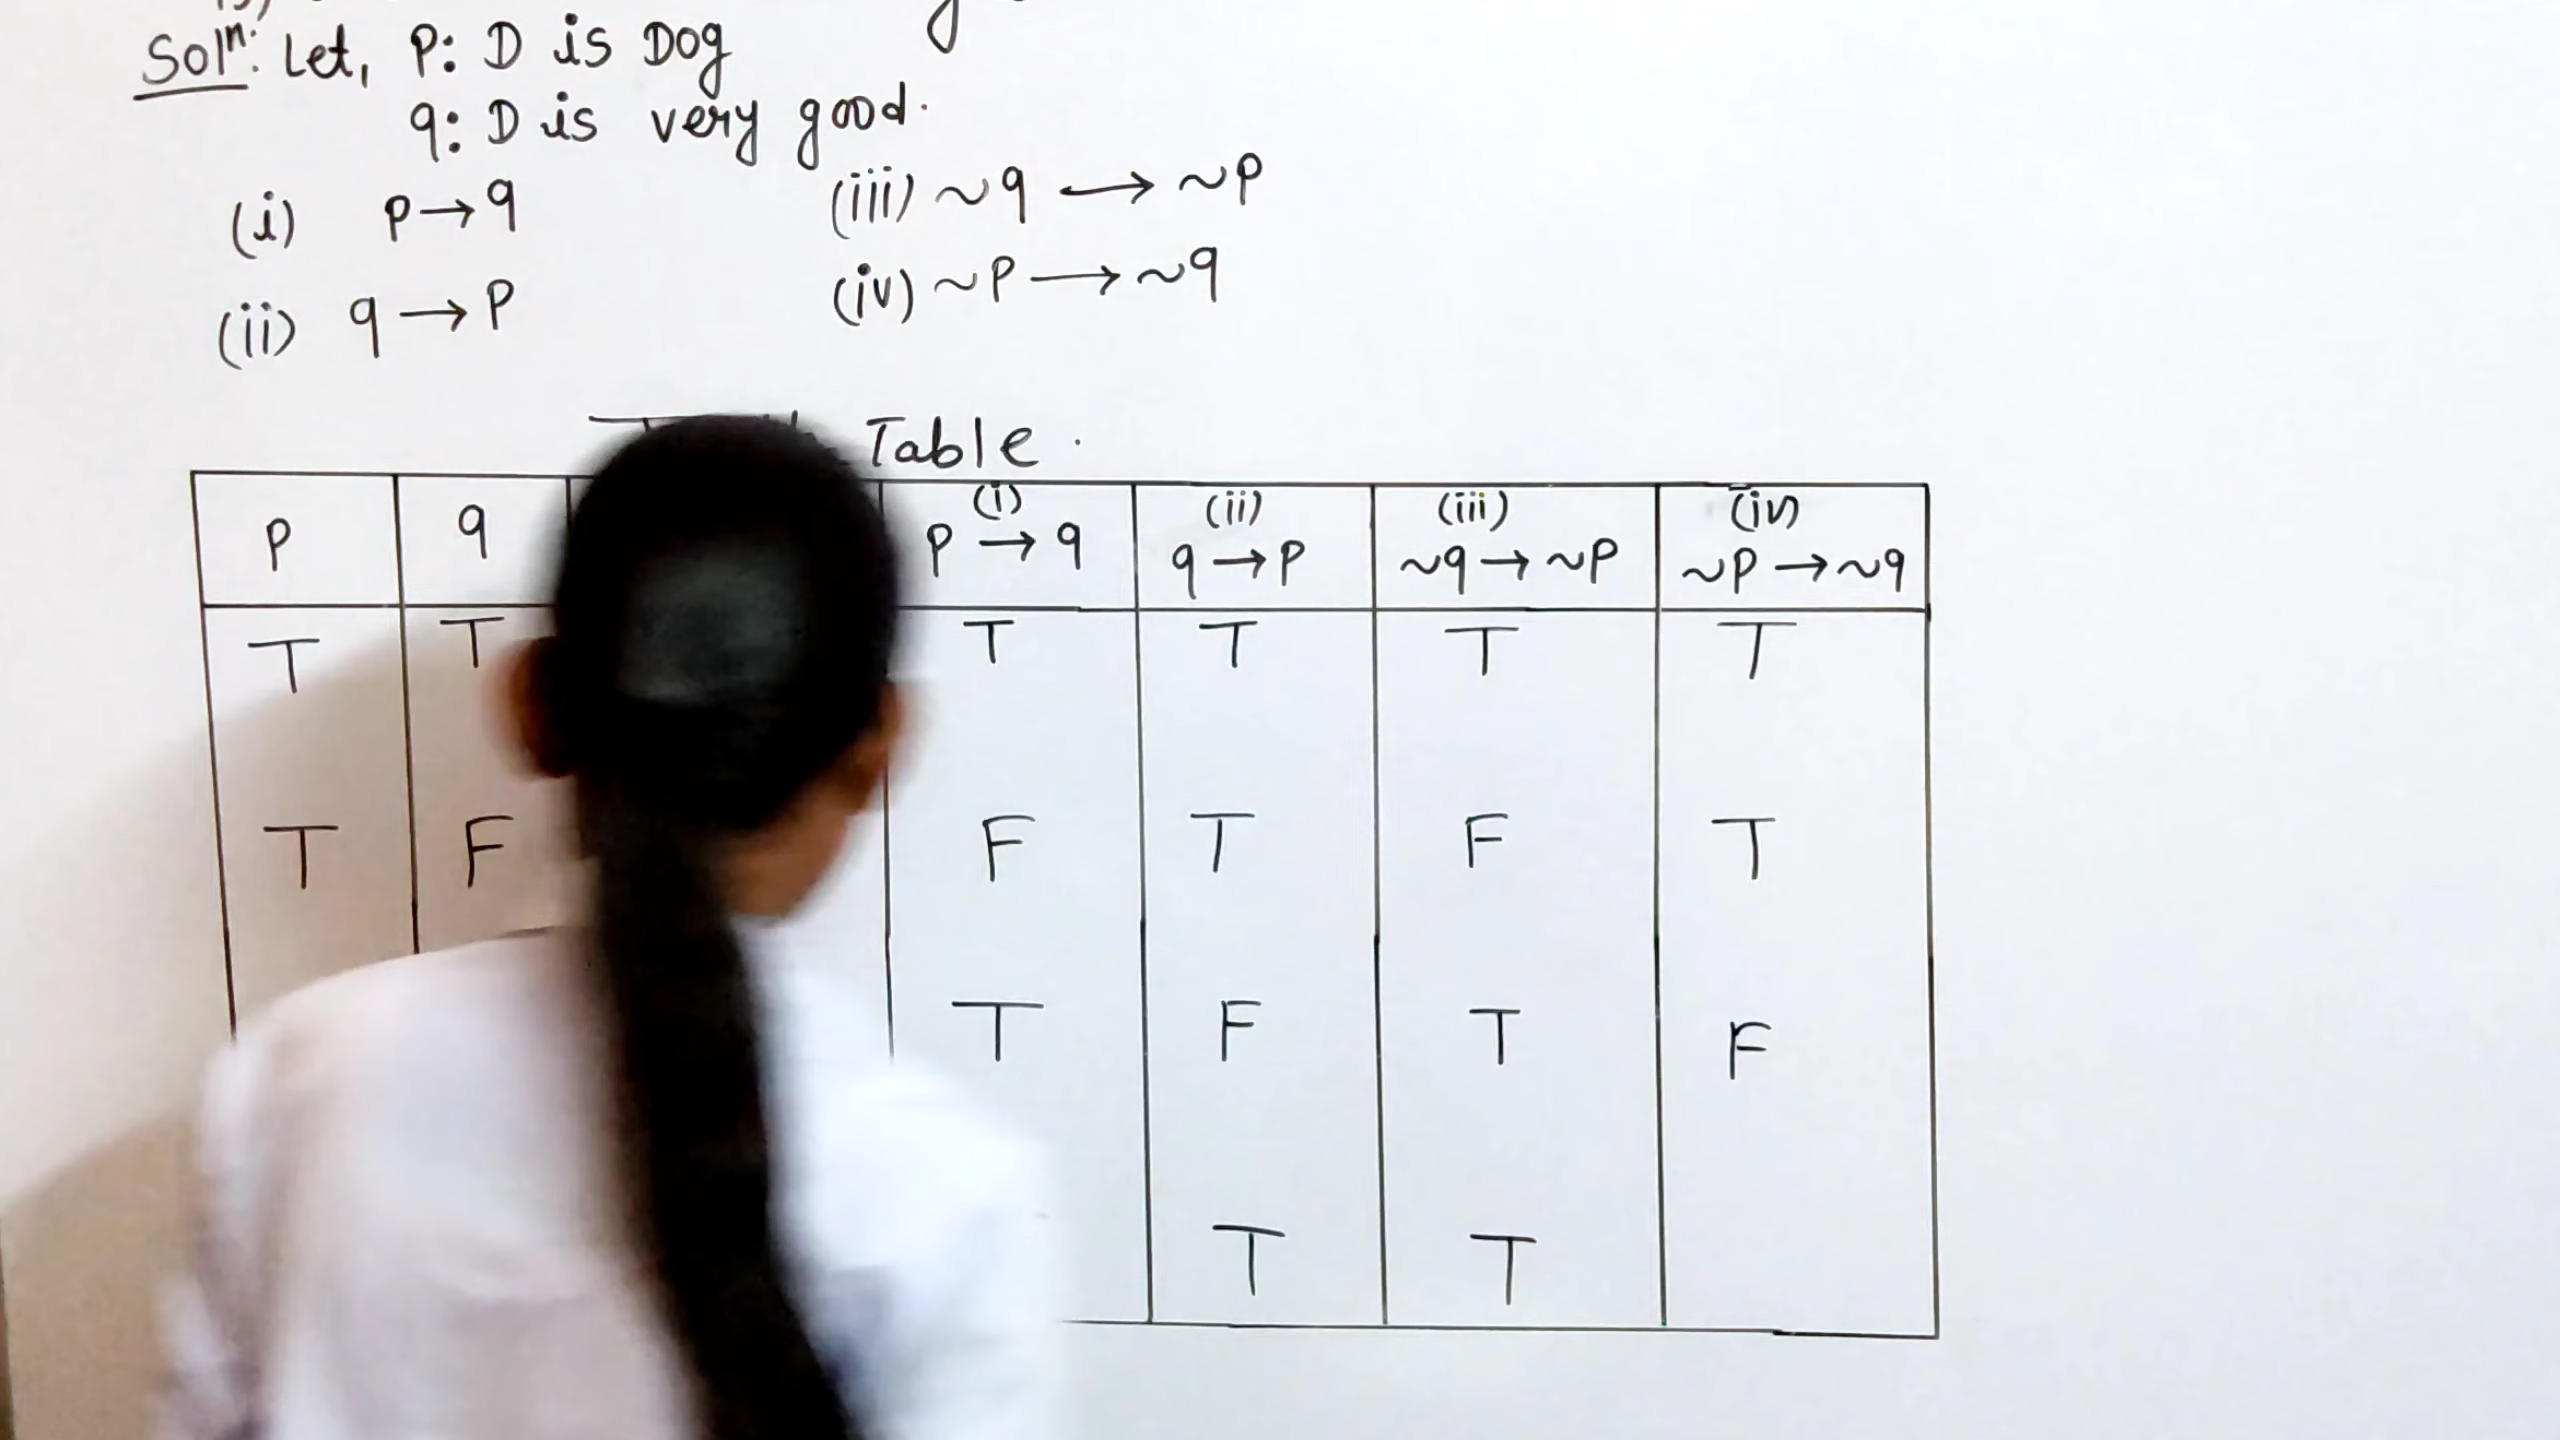 Solⁿ: Let, p: D is Dog
q: D is very good.
(i) p→q (iii) ~q → ~p
(ii) q→p (iv) ~p → ~q
Table
(i) (ii) (iii) (iv)
p q p → q q → p ~q → ~p ~p → ~q
T T T T T T
T F F T F T
T F T F
T T